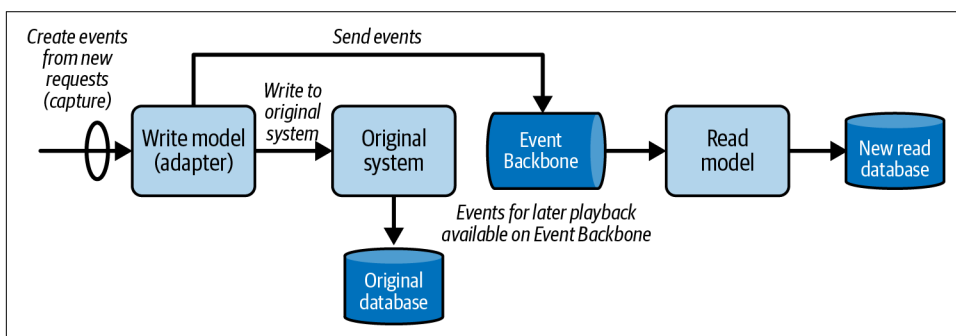 Create events
from new
requests
(capture)
Send events
Write model
(adapter)
Write to
original
system
Original
system
Event
Backbone
Read
model
New read
database
Events for later playback
available on Event Backbone
Original
database